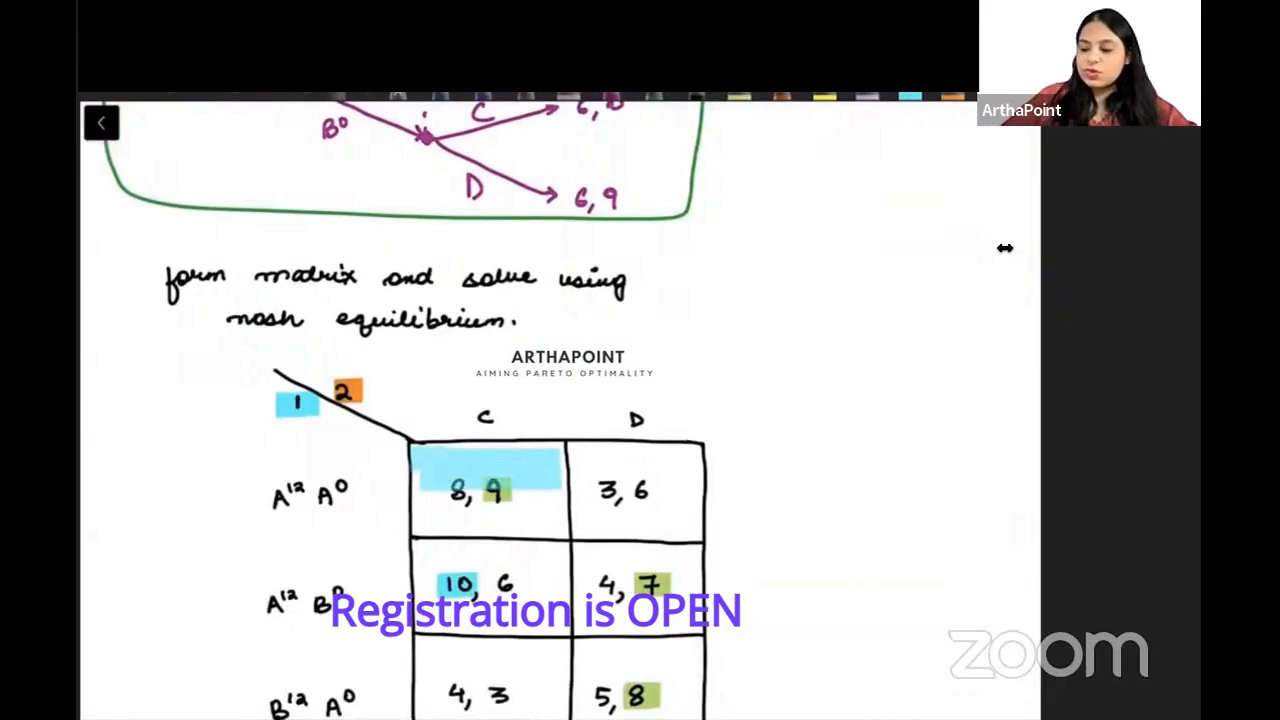 ArthaPoint
B⁰
C
D
6, 9
form matrix and solve using
nash equilibrium.
ARTHAPOINT
AIMING PARETO OPTIMALITY
1 2
C D
A¹² A⁰ 8, 9 3, 6
A¹² B⁰ 10, 6 4, 7
Registration is OPEN
zoom
B¹² A⁰ 4, 3 5, 8